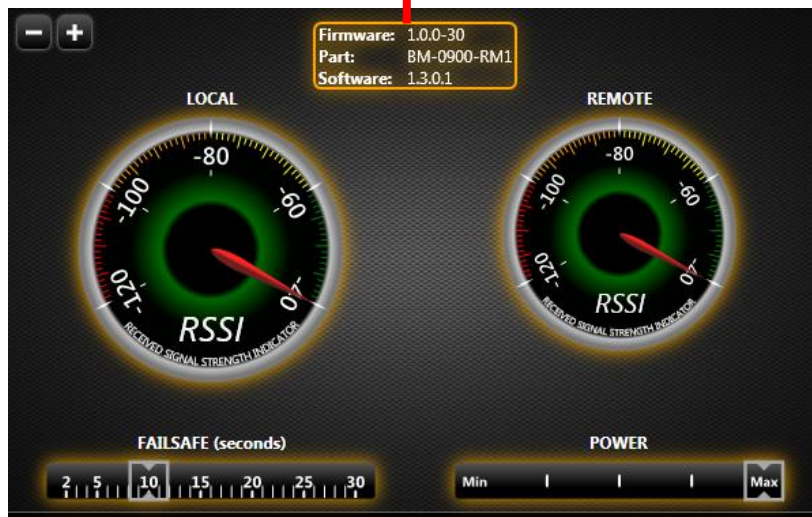 Firmware: 1.0.0-30
Part: BM-0900-RM1
Software: 1.3.0.1
LOCAL
-120
-100
-80
-60
-40
RSSI
RECEIVED SIGNAL STRENGTH INDICATOR
REMOTE
-120
-100
-80
-60
-40
RSSI
RECEIVED SIGNAL STRENGTH INDICATOR
FAILSAFE (seconds)
2 5 10 15 20 25 30
POWER
Min Max